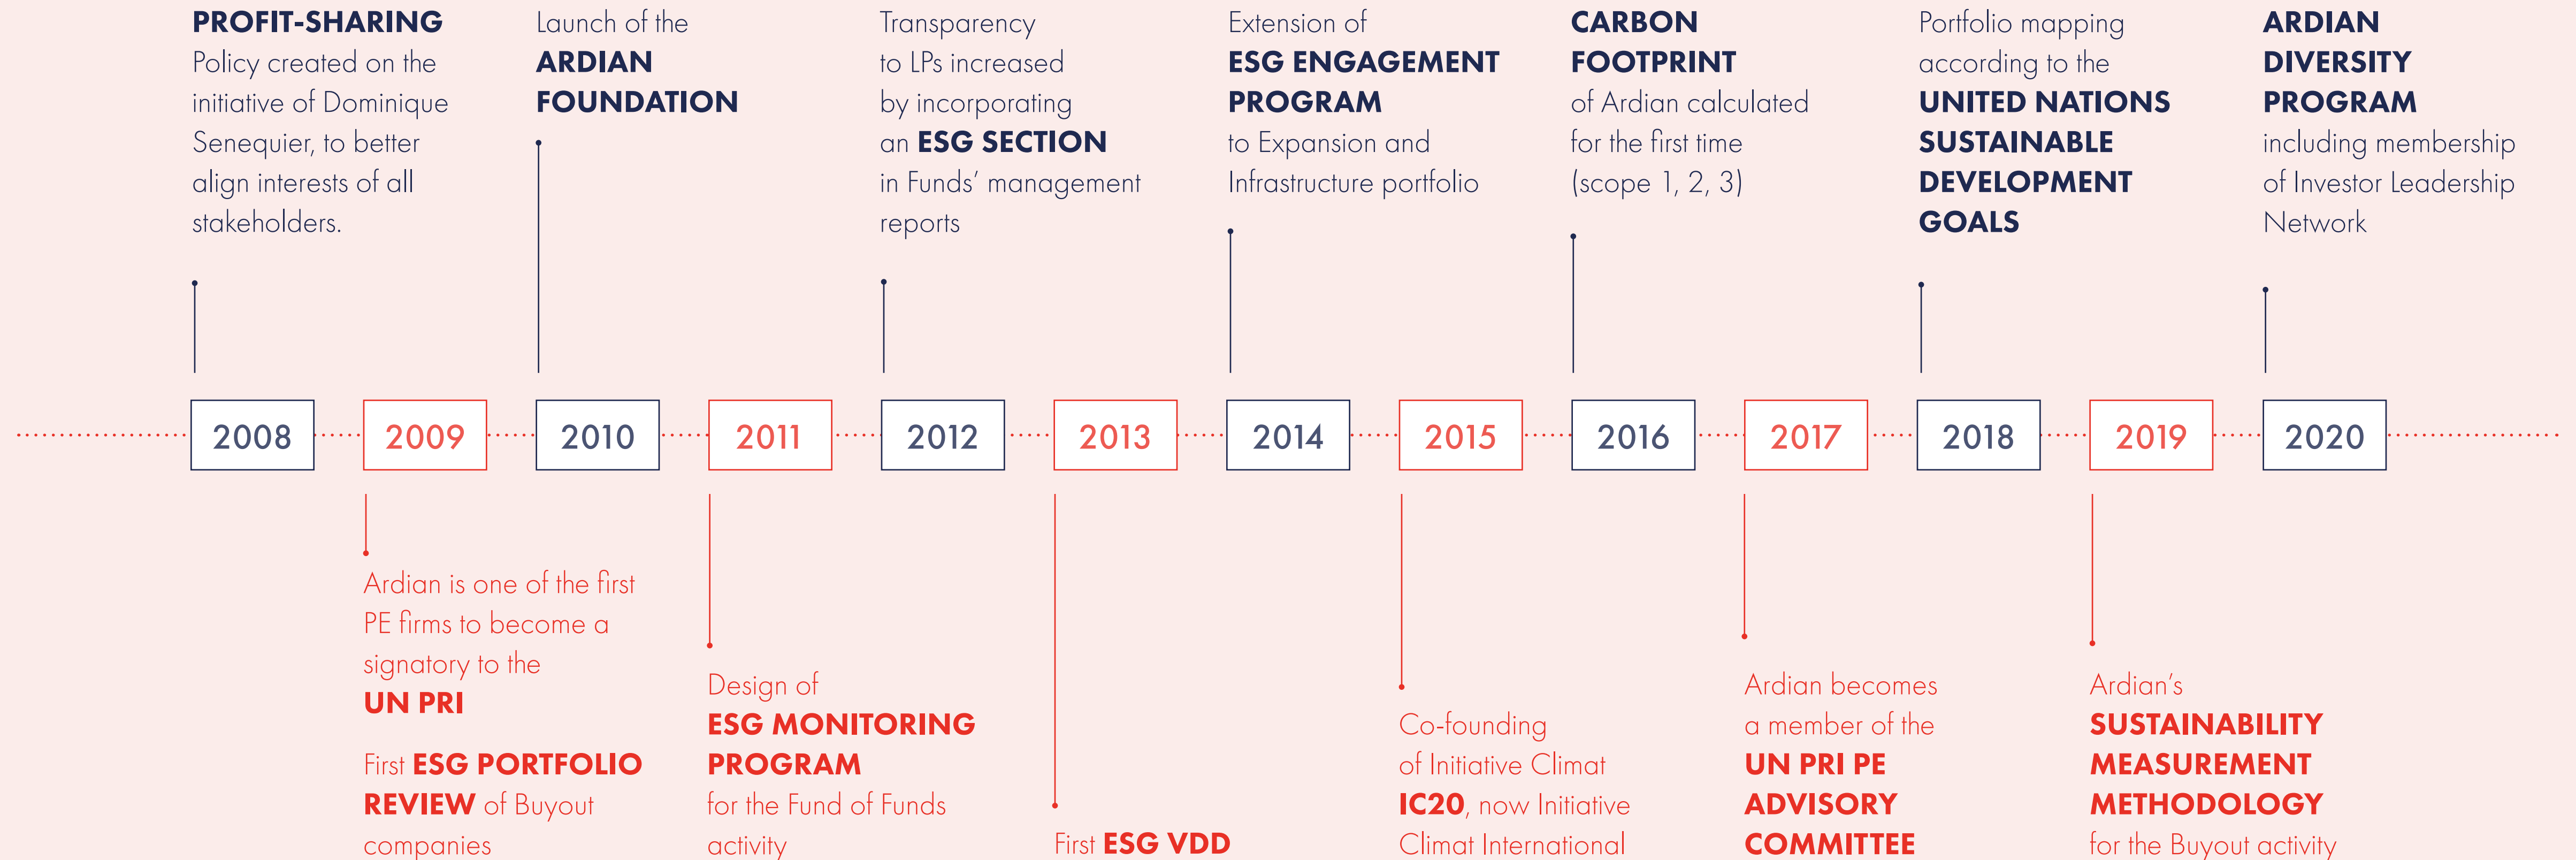 PROFIT-SHARING
Policy created on the
initiative of Dominique
Senequier, to better
align interests of all
stakeholders.
Launch of the
ARDIAN
FOUNDATION
Transparency
to LPs increased
by incorporating
an ESG SECTION
in Funds’ management
reports
Extension of
ESG ENGAGEMENT
PROGRAM
to Expansion and
Infrastructure portfolio
CARBON
FOOTPRINT
of Ardian calculated
for the first time
(scope 1, 2, 3)
Portfolio mapping
according to the
UNITED NATIONS
SUSTAINABLE
DEVELOPMENT
GOALS
ARDIAN
DIVERSITY
PROGRAM
including membership
of Investor Leadership
Network
2008
2009
2010
2011
2012
2013
2014
2015
2016
2017
2018
2019
2020
Ardian is one of the first
PE firms to become a
signatory to the
UN PRI
First ESG PORTFOLIO
REVIEW of Buyout
companies
Design of
ESG MONITORING
PROGRAM
for the Fund of Funds
activity
First ESG VDD
Co-founding
of Initiative Climat
IC20, now Initiative
Climat International
Ardian becomes
a member of the
UN PRI PE
ADVISORY
COMMITTEE
Ardian’s
SUSTAINABILITY
MEASUREMENT
METHODOLOGY
for the Buyout activity